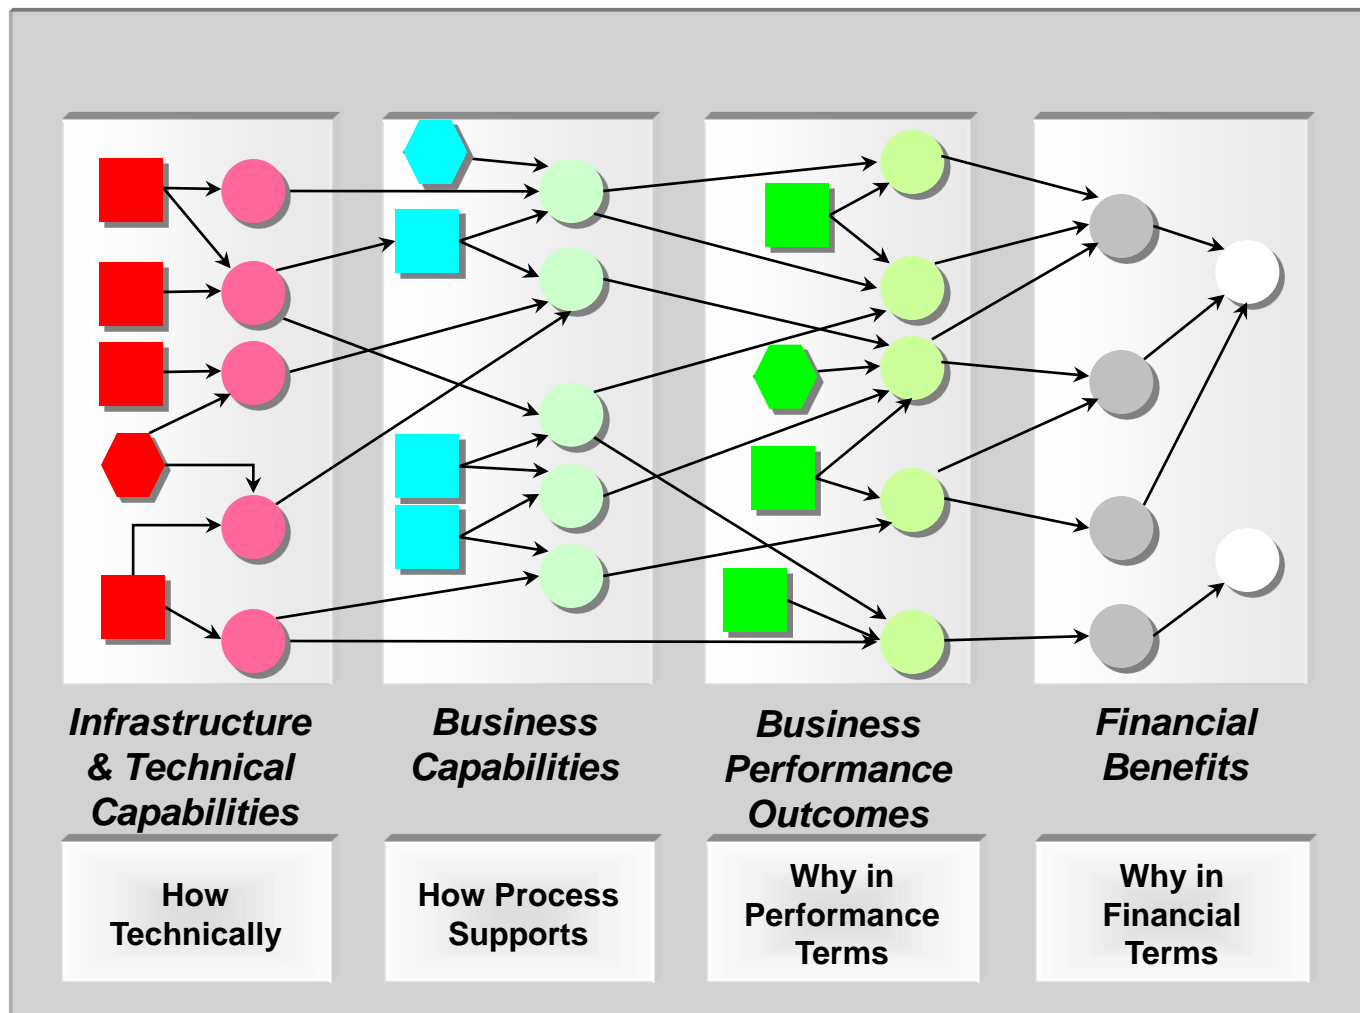 Infrastructure
& Technical
Capabilities
Business
Capabilities
Business
Performance
Outcomes
Financial
Benefits
How
Technically
How Process
Supports
Why in
Performance
Terms
Why in
Financial
Terms